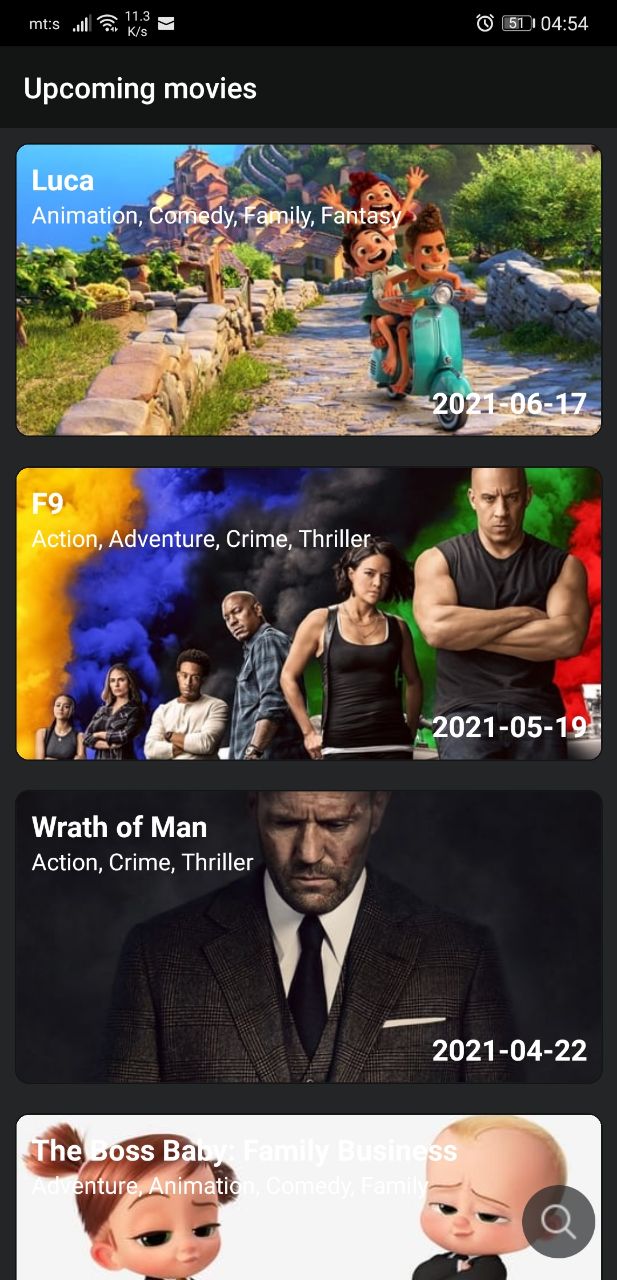 mt:s 11.3 K/s 51 04:54
Upcoming movies
Luca
Animation, Comedy, Family, Fantasy
2021-06-17
F9
Action, Adventure, Crime, Thriller
2021-05-19
Wrath of Man
Action, Crime, Thriller
2021-04-22
The Boss Baby: Family Business
Adventure, Animation, Comedy, Family